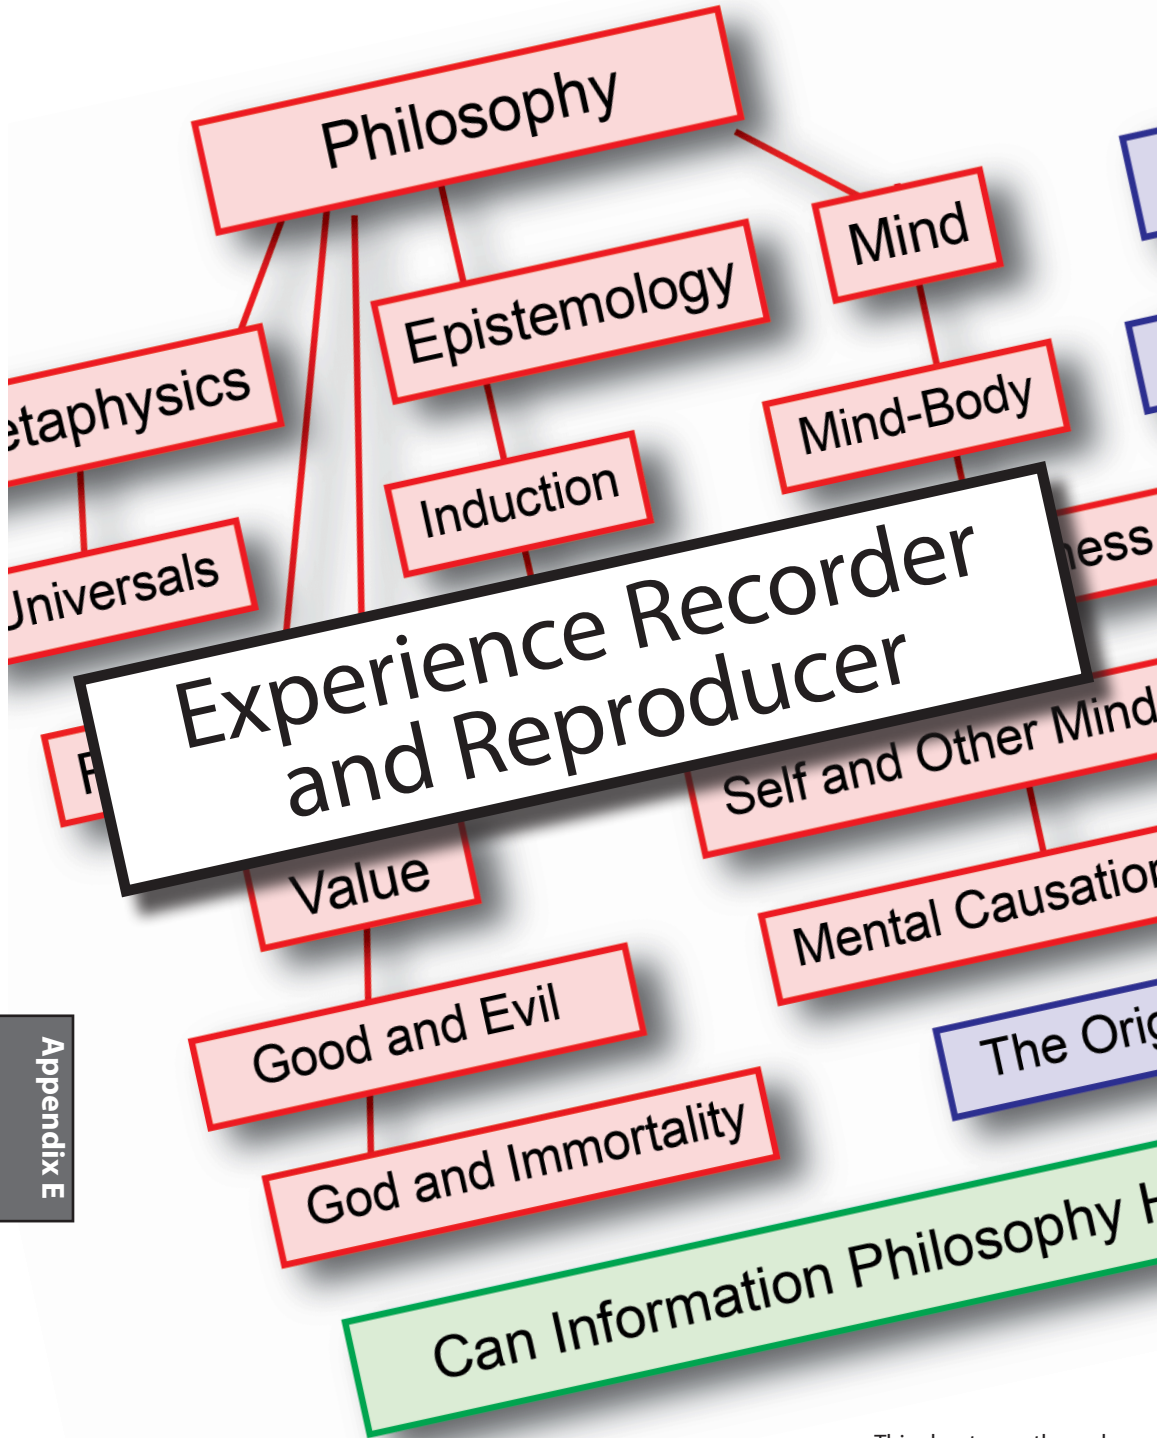 Philosophy
Mind
Epistemology
etaphysics
Mind-Body
Induction
Universals
ness
Experience Recorder
and Reproducer
Self and Other Mind
Value
Mental Causation
Good and Evil
The Orig
God and Immortality
Can Information Philosophy H
Appendix E